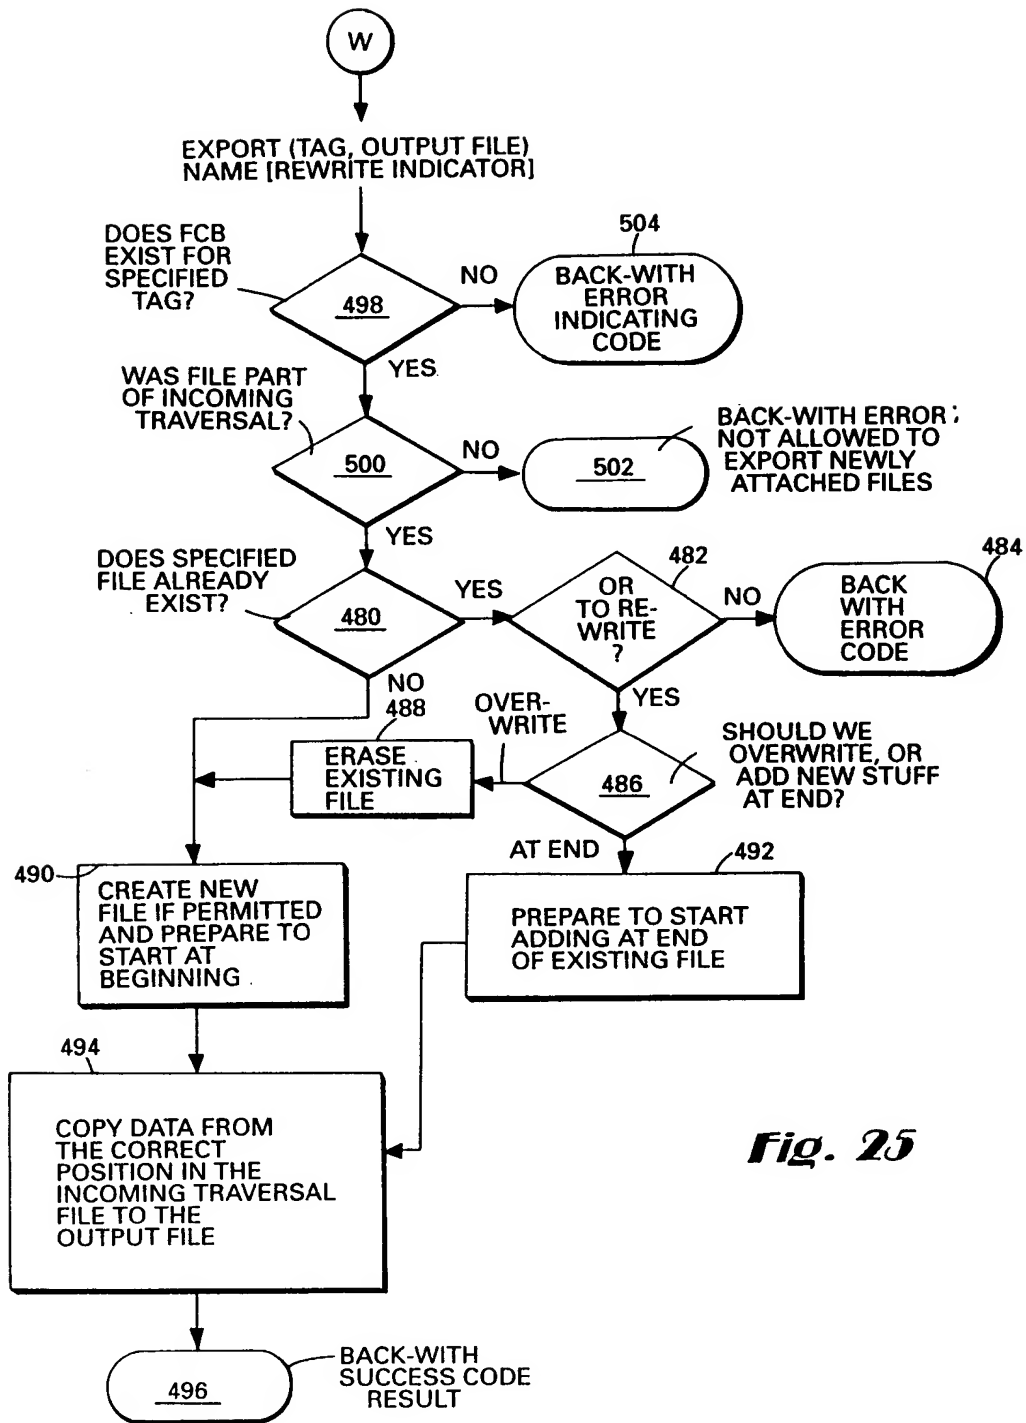 W
EXPORT (TAG, OUTPUT FILE)
NAME [REWRITE INDICATOR]
DOES FCB
EXIST FOR
SPECIFIED
TAG?
498
NO
504
BACK-WITH
ERROR
INDICATING
CODE
YES
WAS FILE PART
OF INCOMING
TRAVERSAL?
500
NO
502
BACK-WITH ERROR:
NOT ALLOWED TO
EXPORT NEWLY
ATTACHED FILES
YES
DOES SPECIFIED
FILE ALREADY
EXIST?
480
YES
482
OR
TO RE-
WRITE
?
NO
484
BACK
WITH
ERROR
CODE
NO
YES
OVER-
WRITE
488
ERASE
EXISTING
FILE
486
SHOULD WE
OVERWRITE, OR
ADD NEW STUFF
AT END?
AT END
490
CREATE NEW
FILE IF PERMITTED
AND PREPARE TO
START AT
BEGINNING
492
PREPARE TO START
ADDING AT END
OF EXISTING FILE
494
COPY DATA FROM
THE CORRECT
POSITION IN THE
INCOMING TRAVERSAL
FILE TO THE
OUTPUT FILE
Fig. 25
496
BACK-WITH
SUCCESS CODE
RESULT